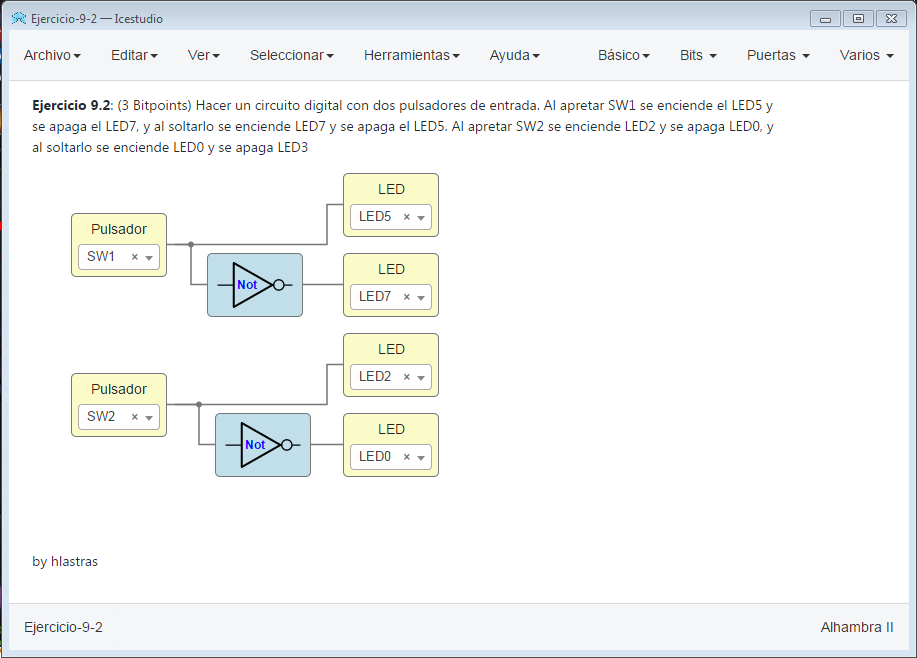 Ejercicio-9-2 — Icestudio
Archivo Editar Ver Seleccionar Herramientas Ayuda Básico Bits Puertas Varios
Ejercicio 9.2: (3 Bitpoints) Hacer un circuito digital con dos pulsadores de entrada. Al apretar SW1 se enciende el LED5 y
se apaga el LED7, y al soltarlo se enciende LED7 y se apaga el LED5. Al apretar SW2 se enciende LED2 y se apaga LED0, y
al soltarlo se enciende LED0 y se apaga LED3
LED
LED5 ×
Pulsador
SW1 ×
Not
LED
LED7 ×
LED
LED2 ×
Pulsador
SW2 ×
Not
LED
LED0 ×
by hlastras
Ejercicio-9-2 Alhambra II